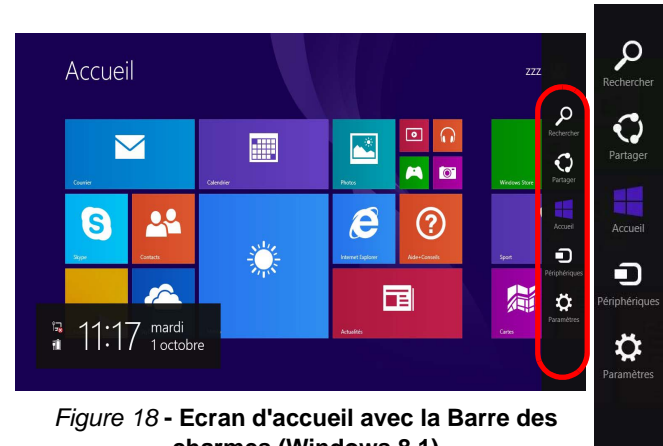 Accueil
zzz
Rechercher
Partager
Accueil
Périphériques
Paramètres
Courrier
Calendrier
Photos
Windows Store
Skype
Contacts
Internet Explorer
Aide+Conseils
Sport
Actualités
Cartes
11:17 mardi
1 octobre
Rechercher
Partager
Accueil
Périphériques
Paramètres
Figure 18 - Ecran d'accueil avec la Barre des
charmes (Windows 8.1)